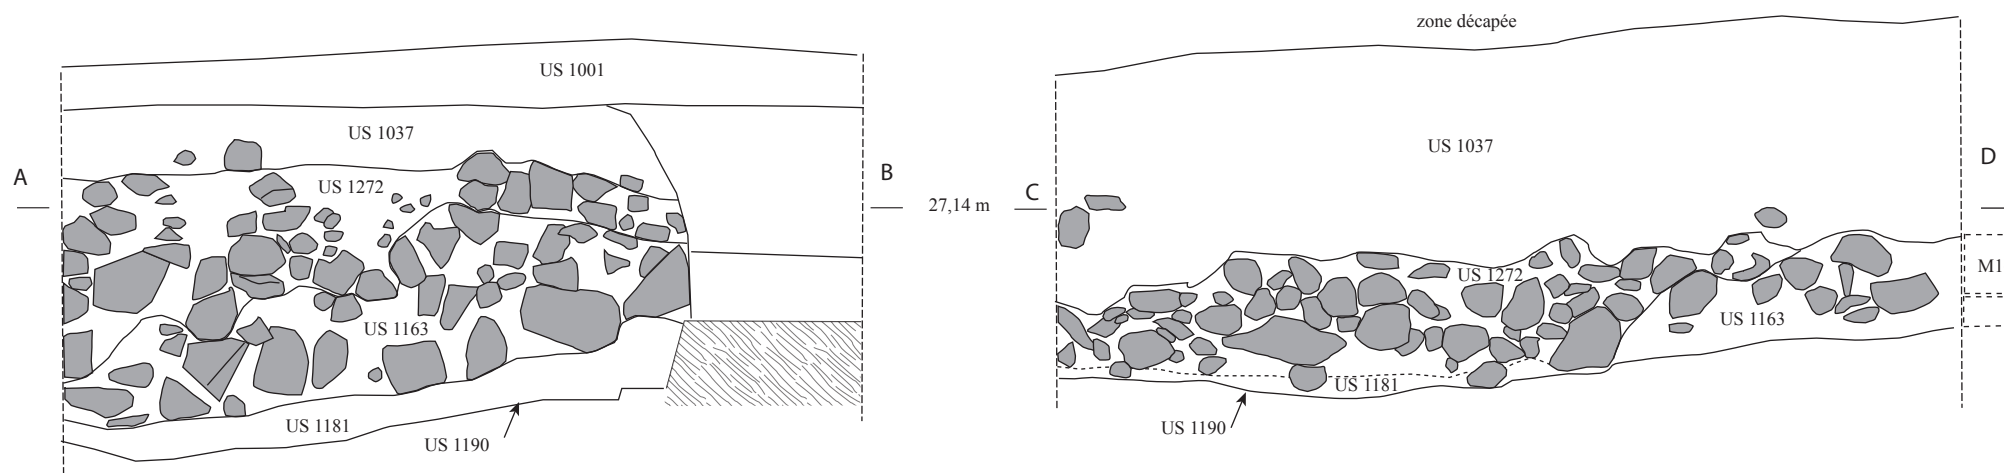 zone décapée
US 1001
US 1037
US 1037
A
B
C
D
US 1272
27,14 m
US 1272
M1
US 1163
US 1163
US 1181
US 1181
US 1190
US 1190